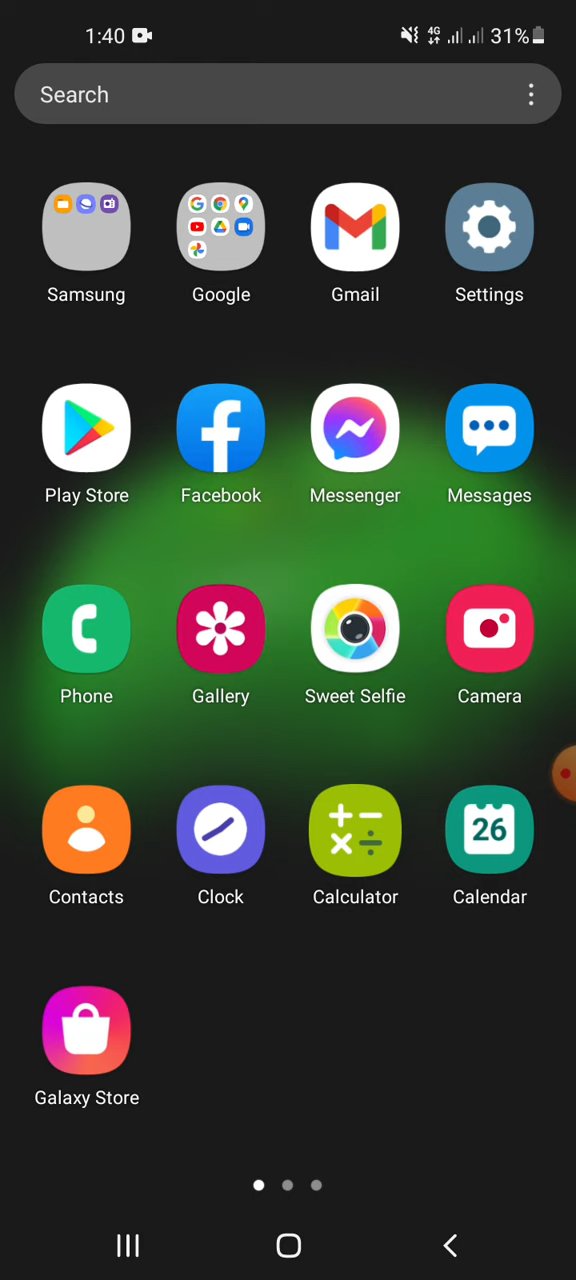 1:40 4G 31%
Search
Samsung Google Gmail Settings
Play Store Facebook Messenger Messages
Phone Gallery Sweet Selfie Camera
26
Contacts Clock Calculator Calendar
Galaxy Store